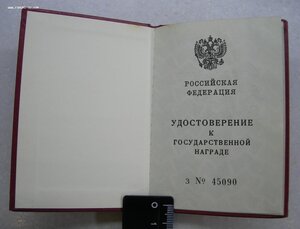 РОССИЙСКАЯ
ФЕДЕРАЦИЯ
УДОСТОВЕРЕНИЕ
К
ГОСУДАРСТВЕННОЙ
НАГРАДЕ
З № 45090